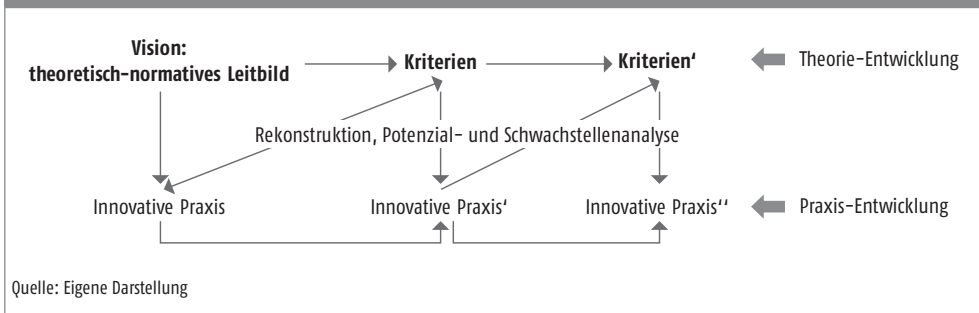 Vision:
theoretisch-normatives Leitbild
Kriterien
Kriterien‘
Theorie-Entwicklung
Rekonstruktion, Potenzial- und Schwachstellenanalyse
Innovative Praxis
Innovative Praxis‘
Innovative Praxis‘‘
Praxis-Entwicklung
Quelle: Eigene Darstellung